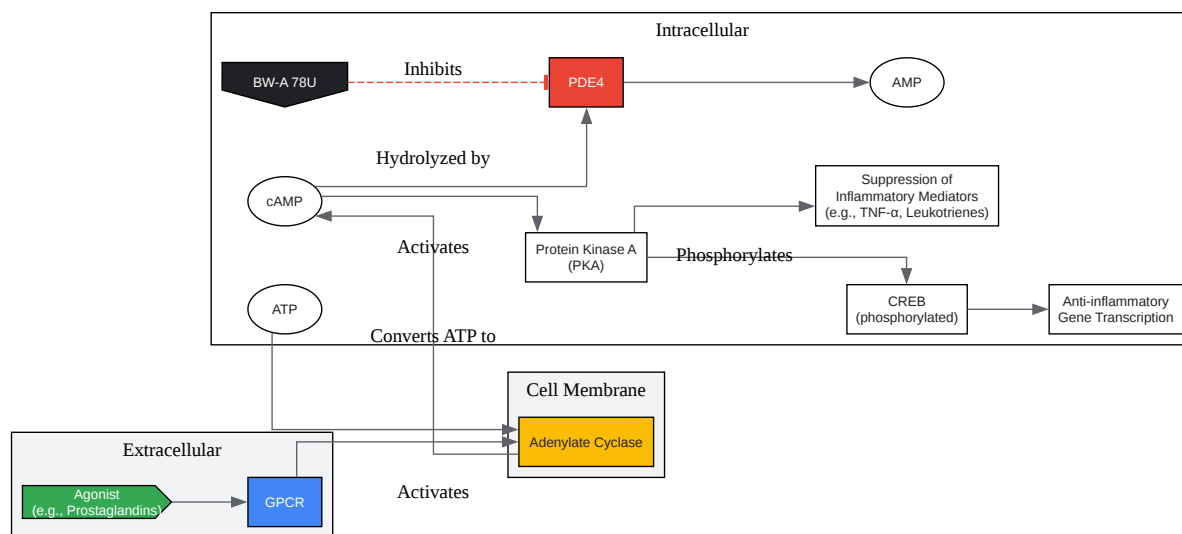 Intracellular
BW-A 78U
Inhibits
PDE4
AMP
Hydrolyzed by
cAMP
Suppression of
Inflammatory Mediators
(e.g., TNF-α, Leukotrienes)
Activates
Protein Kinase A
(PKA)
Phosphorylates
ATP
CREB
(phosphorylated)
Anti-inflammatory
Gene Transcription
Converts ATP to
Cell Membrane
Adenylate Cyclase
Extracellular
Agonist
(e.g., Prostaglandins)
GPCR
Activates